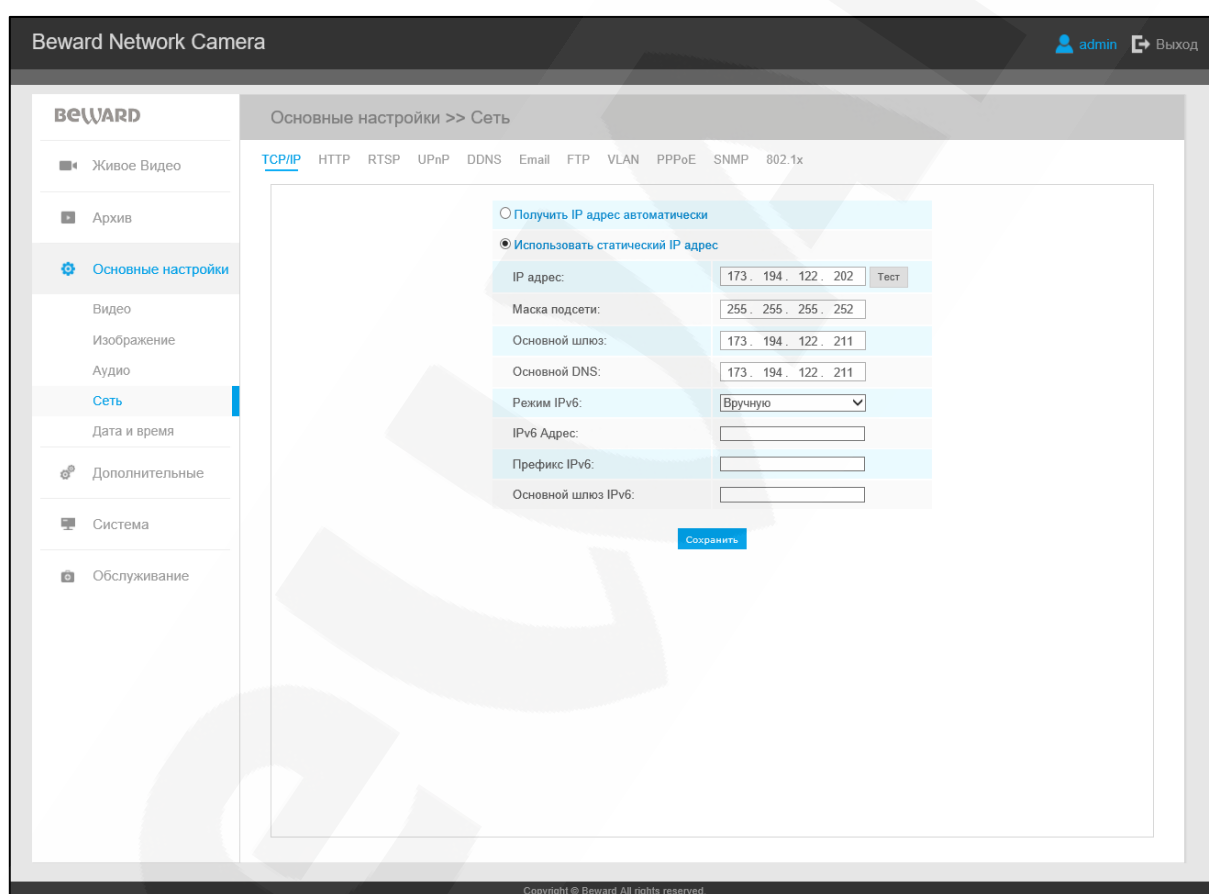 Beward Network Camera
admin Выход
BEWARD
Основные настройки >> Сеть
Живое Видео
Архив
Основные настройки
Видео
Изображение
Аудио
Сеть
Дата и время
Дополнительные
Система
Обслуживание
TCP/IP HTTP RTSP UPnP DDNS Email FTP VLAN PPPoE SNMP 802.1x
Получить IP адрес автоматически
Использовать статический IP адрес
IP адрес: 173. 194. 122. 202 Тест
Маска подсети: 255. 255. 255. 252
Основной шлюз: 173. 194. 122. 211
Основной DNS: 173. 194. 122. 211
Режим IPv6: Вручную
IPv6 Адрес:
Префикс IPv6:
Основной шлюз IPv6:
Сохранить
Copyright © Beward All rights reserved.